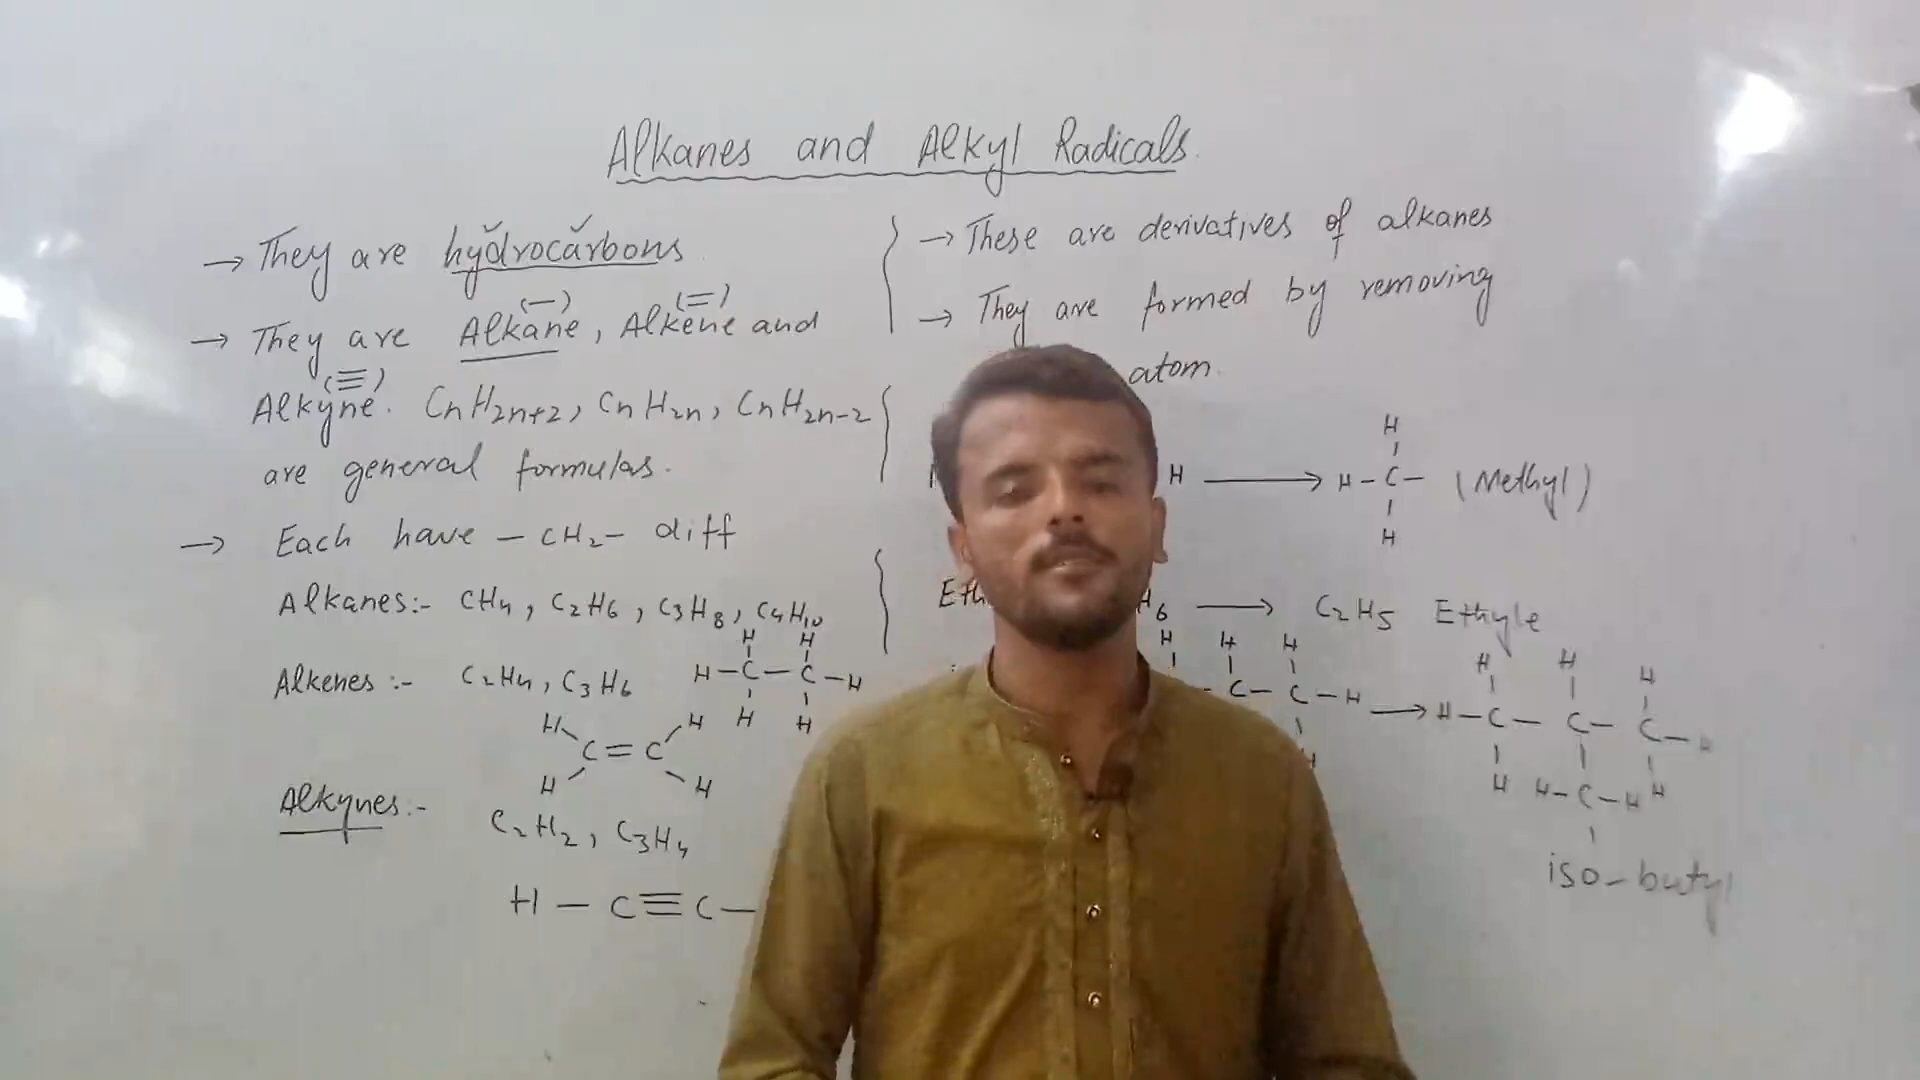 Alkanes and Alkyl Radicals.
→ They are hydrocarbons.
(−) (=)
→ They are Alkane, Alkene and
(≡)
Alkyne. CnH2n+2, CnH2n, CnH2n-2
are general formulas.
→ Each have - CH2 - diff
Alkanes:- CH4, C2H6, C3H8, C4H10
H H
Alkenes :- C2H4, C3H6 H-C-C-H
H H
H H
C=C
H H
Alkynes:- C2H2, C3H4
H - C≡C-
→ These are derivatives of alkanes
→ They are formed by removing
atom.
H
H → H-C- (Methyl)
H
H6 → C2H5 Ethyle
H H H H H H
C-C-H → H-C-C-C-H
H H-C-H H
iso-butyl